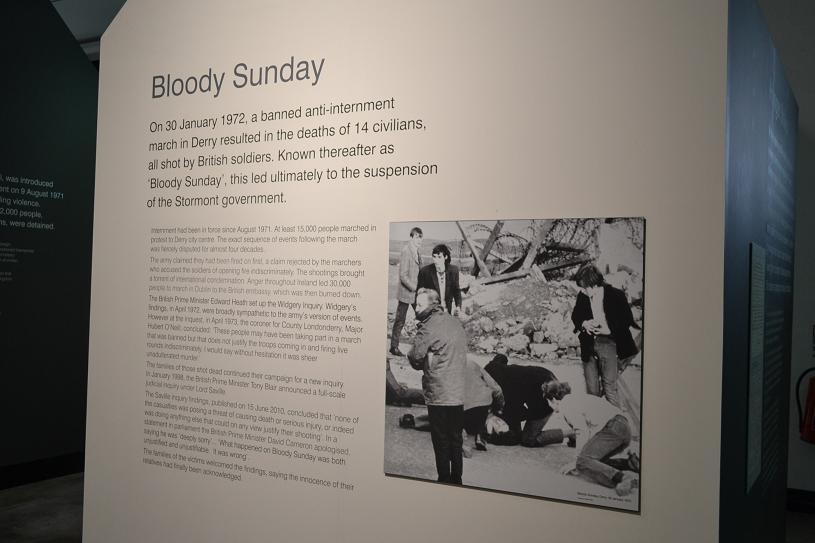 Bloody Sunday
On 30 January 1972, a banned anti-internment
march in Derry resulted in the deaths of 14 civilians,
all shot by British soldiers. Known thereafter as
'Bloody Sunday', this led ultimately to the suspension
of the Stormont government.
Internment had been in force since August 1971. At least 15,000 people marched in
protest to Derry city centre. The exact sequence of events following the march
was fiercely disputed for almost four decades.
The army claimed they had been fired on first, a claim rejected by the marchers
who accused the soldiers of opening fire indiscriminately. The shootings brought
a torrent of international condemnation. Anger throughout Ireland led 30,000
people to march in Dublin to the British embassy, which was then burned down.
The British Prime Minister Edward Heath set up the Widgery Inquiry. Widgery's
findings, in April 1972, were broadly sympathetic to the army's version of events.
However at the inquest, in April 1973, the coroner for County Londonderry, Major
Hubert O'Neill, concluded: 'These people may have been taking part in a march
that was banned but that does not justify the troops coming in and firing live
rounds indiscriminately. I would say without hesitation it was sheer
unadulterated murder'.
The families of those shot dead continued their campaign for a new inquiry.
In January 1998, the British Prime Minister Tony Blair announced a full-scale
judicial inquiry under Lord Saville.
The Saville inquiry findings, published on 15 June 2010, concluded that 'none of
the casualties was posing a threat of causing death or serious injury, or indeed
was doing anything else that could on any view justify their shooting'. In a
statement in parliament the British Prime Minister David Cameron apologised,
saying he was 'deeply sorry'... 'What happened on Bloody Sunday was both
unjustified and unjustifiable. It was wrong'.
The families of the victims welcomed the findings, saying the innocence of their
relatives had finally been acknowledged.
, was introduced
ent on 9 August 1971
ling violence.
2,000 people.
ns, were detained.